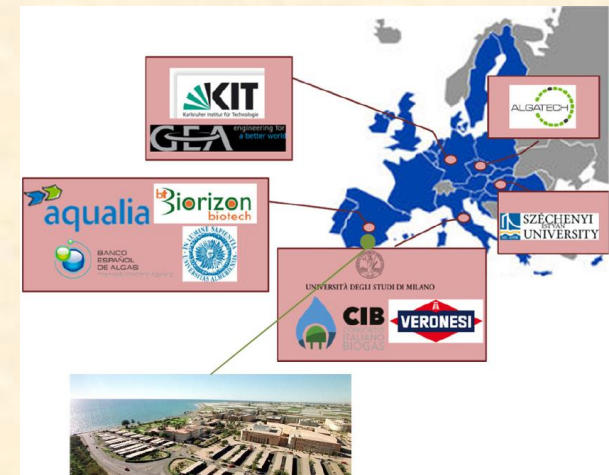 KIT
Karlsruher Institut für Technologie
GEA
engineering for
a better world
ALGATECH
aqualia
bt Biorizon
biotech
BANCO
ESPAÑOL
DE ALGAS
SZÉCHENYI
ISTVÁN
UNIVERSITY
UNIVERSITÀ DEGLI STUDI DI MILANO
CIB
CONSORZIO
ITALIANO
BIOGAS
VERONESI